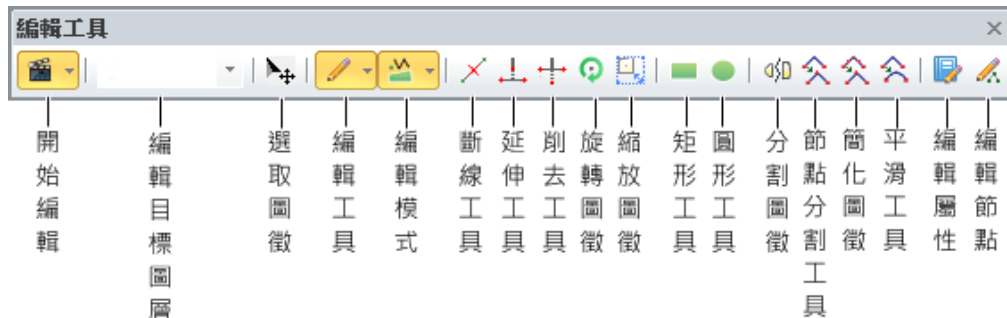 編輯工具
開始編輯
編輯目標圖層
選取圖徵
編輯工具
編輯模式
斷線工具
延伸工具
削去工具
旋轉圖徵
縮放圖徵
矩形工具
圓形工具
分割圖徵
節點分割工具
簡化圖徵
平滑工具
編輯屬性
編輯節點